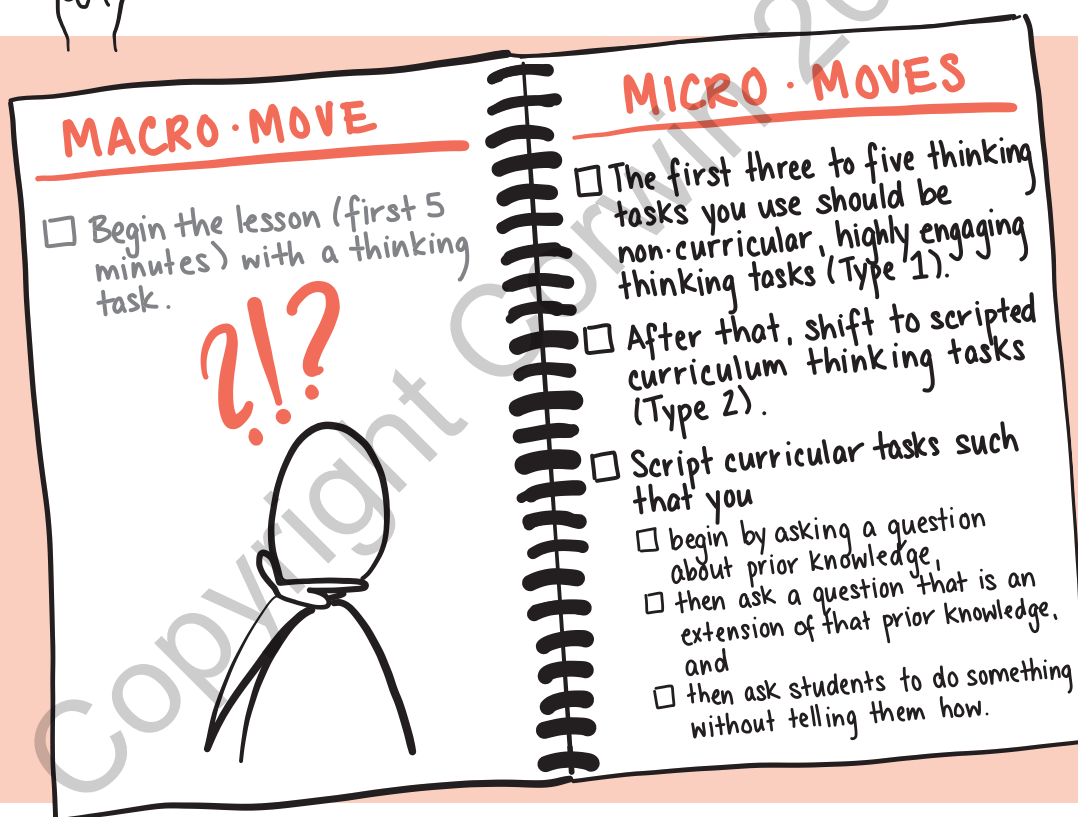 MACRO · MOVE
Begin the lesson (first 5
minutes) with a thinking
task.
?!?
MICRO · MOVES
The first three to five thinking
tasks you use should be
non-curricular, highly engaging
thinking tasks (Type 1).
After that, shift to scripted
curriculum thinking tasks
(Type 2).
Script curricular tasks such
that you
begin by asking a question
about prior knowledge,
then ask a question that is an
extension of that prior knowledge,
and
then ask students to do something
without telling them how.
Copyright Corwin 20